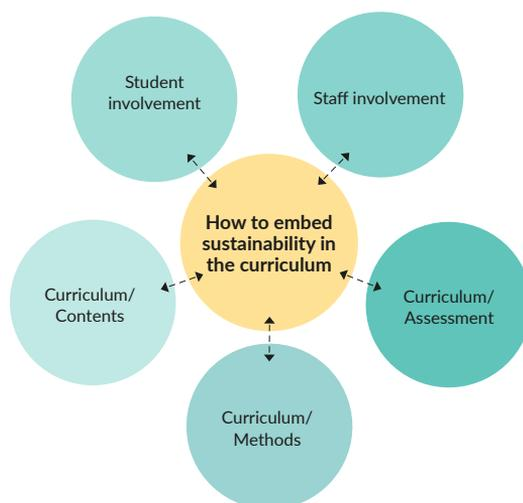 Student
involvement
Staff involvement
How to embed
sustainability in
the curriculum
Curriculum/
Contents
Curriculum/
Assessment
Curriculum/
Methods